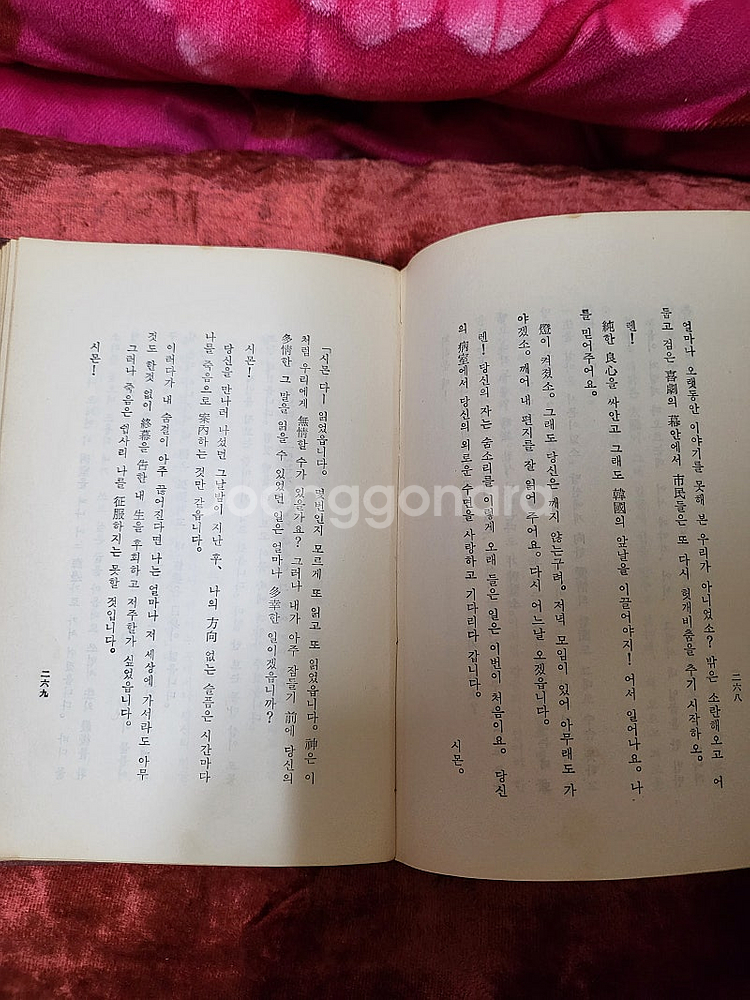 얼마나 오랫동안 이야기를 못해 본 우리가 아니었소? 밖은 소란해오고 어
둡고 검은 喜劇의 幕안에서 市民들은 또 다시 헛개비춤을 추기 시작하오。
렌!
純한 良心을 싸안고 그래도 韓國의 앞날을 이끌어야지! 어서 일어나요。 나
를 믿어주어요。
燈이 켜졌소。 그래도 당신은 깨지 않는구려。 저녁 모임이 있어 아무래도 가
야겠소。 깨어 내 편지를 잘 읽어 주어요。 다시 어느날 오겠읍니다。
렌! 당신의 자는 숨소리를 이렇게 오래 들은 일은 이번이 처음이요。 당신
의 病室에서 당신의 외로운 수면을 사랑하고 기다리다 갑니다。
시몬。
二六八
「시몬 다― 읽었읍니다。 몇번인지 모르게 또 읽고 또 읽었읍니다。 神은 이
처럼 우리에게 無情할 수가 있을가요? 그러나 내가 아주 잠들기 前에 당신의
多情한 그 말을 읽을 수 있었던 일은 얼마나 多幸한 일이겠읍니까?
시몬!
당신을 만나러 나섰던 그날밤이 지난 후、 나의 方向 없는 슬픔은 시간마다
나를 죽음으로 案內하는 것만 같읍니다。
이러다가 내 숨결이 아주 끊어진다면 나는 얼마나 저 세상에 가서라도 아무
것도 한것 없이 終幕을 告한 내 生을 후회하고 저주할가 싶었읍니다。
그러나 죽음은 쉽사리 나를 征服하지는 못할 것입니다。
시몬!
二六九
joonggonara